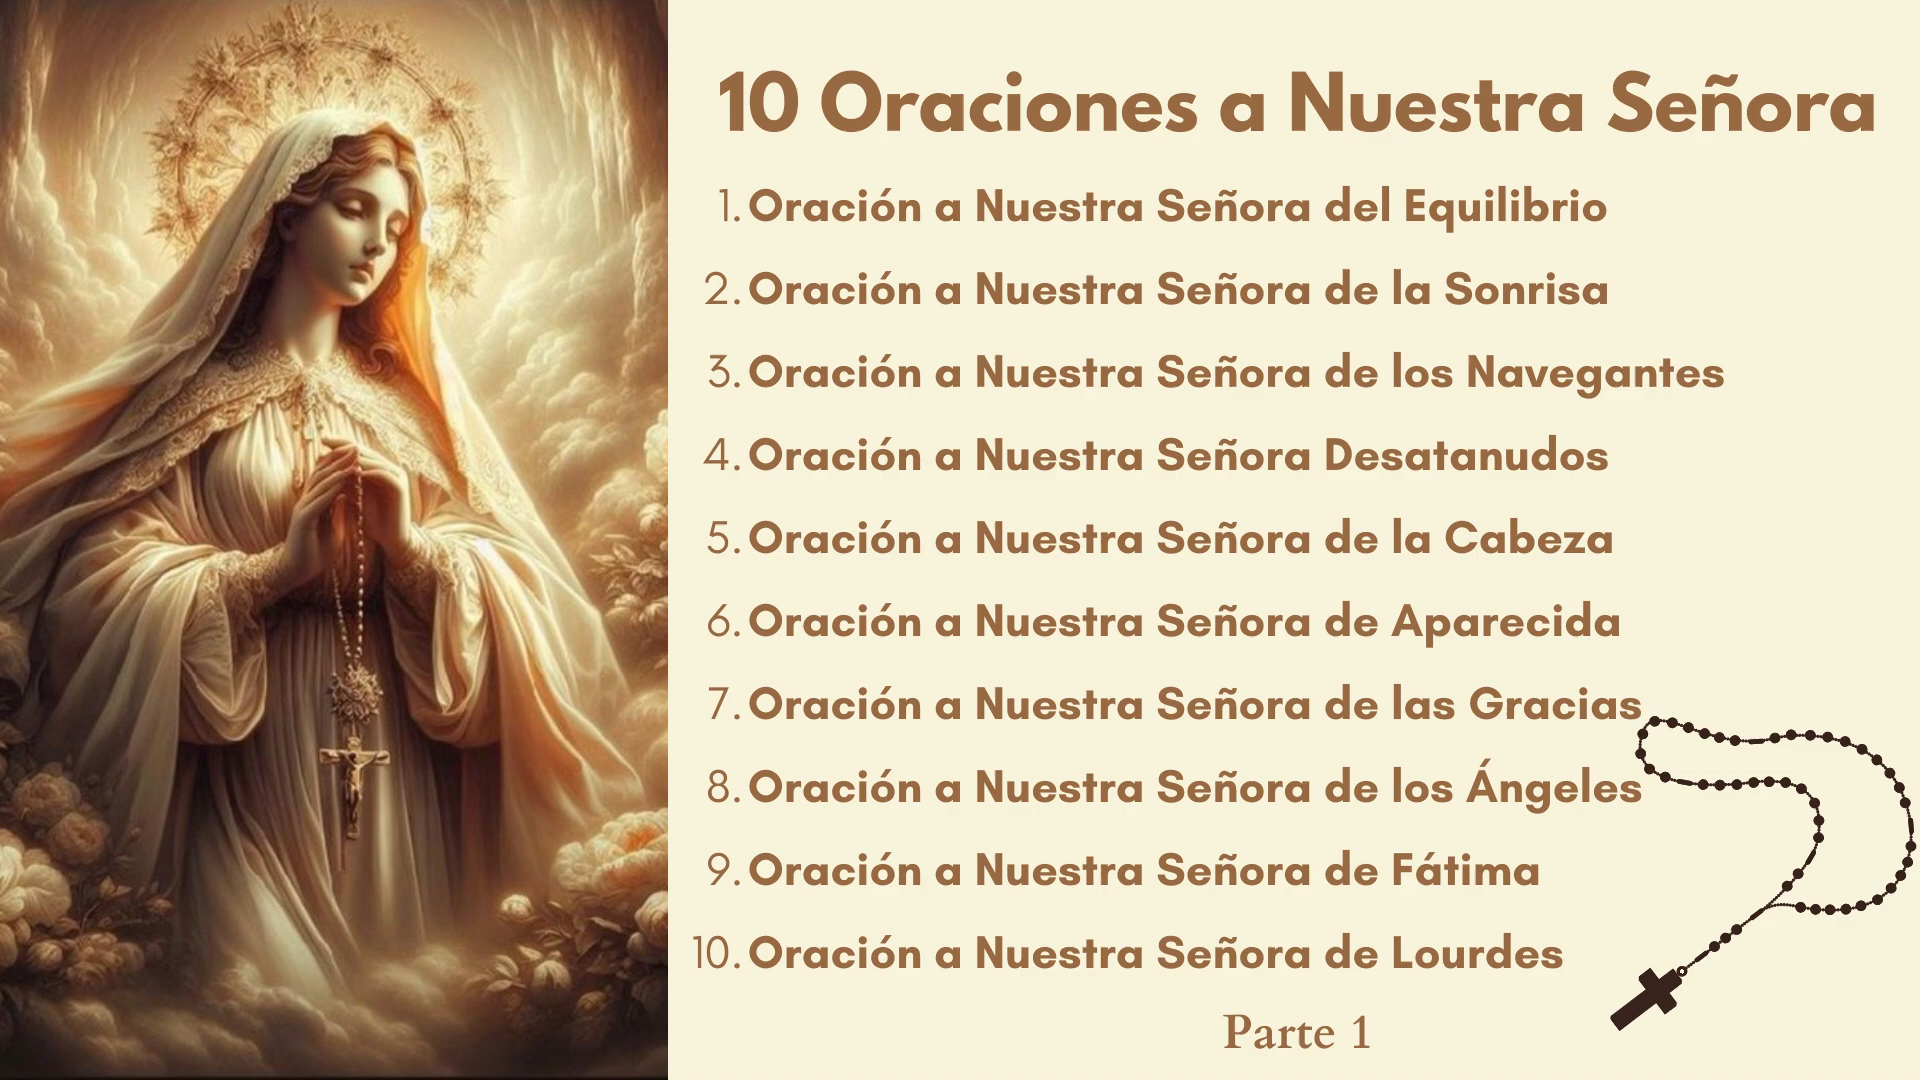 10 Oraciones a Nuestra Señora
1. Oración a Nuestra Señora del Equilibrio
2. Oración a Nuestra Señora de la Sonrisa
3. Oración a Nuestra Señora de los Navegantes
4. Oración a Nuestra Señora Desatanudos
5. Oración a Nuestra Señora de la Cabeza
6. Oración a Nuestra Señora de Aparecida
7. Oración a Nuestra Señora de las Gracias
8. Oración a Nuestra Señora de los Ángeles
9. Oración a Nuestra Señora de Fátima
10. Oración a Nuestra Señora de Lourdes
Parte 1